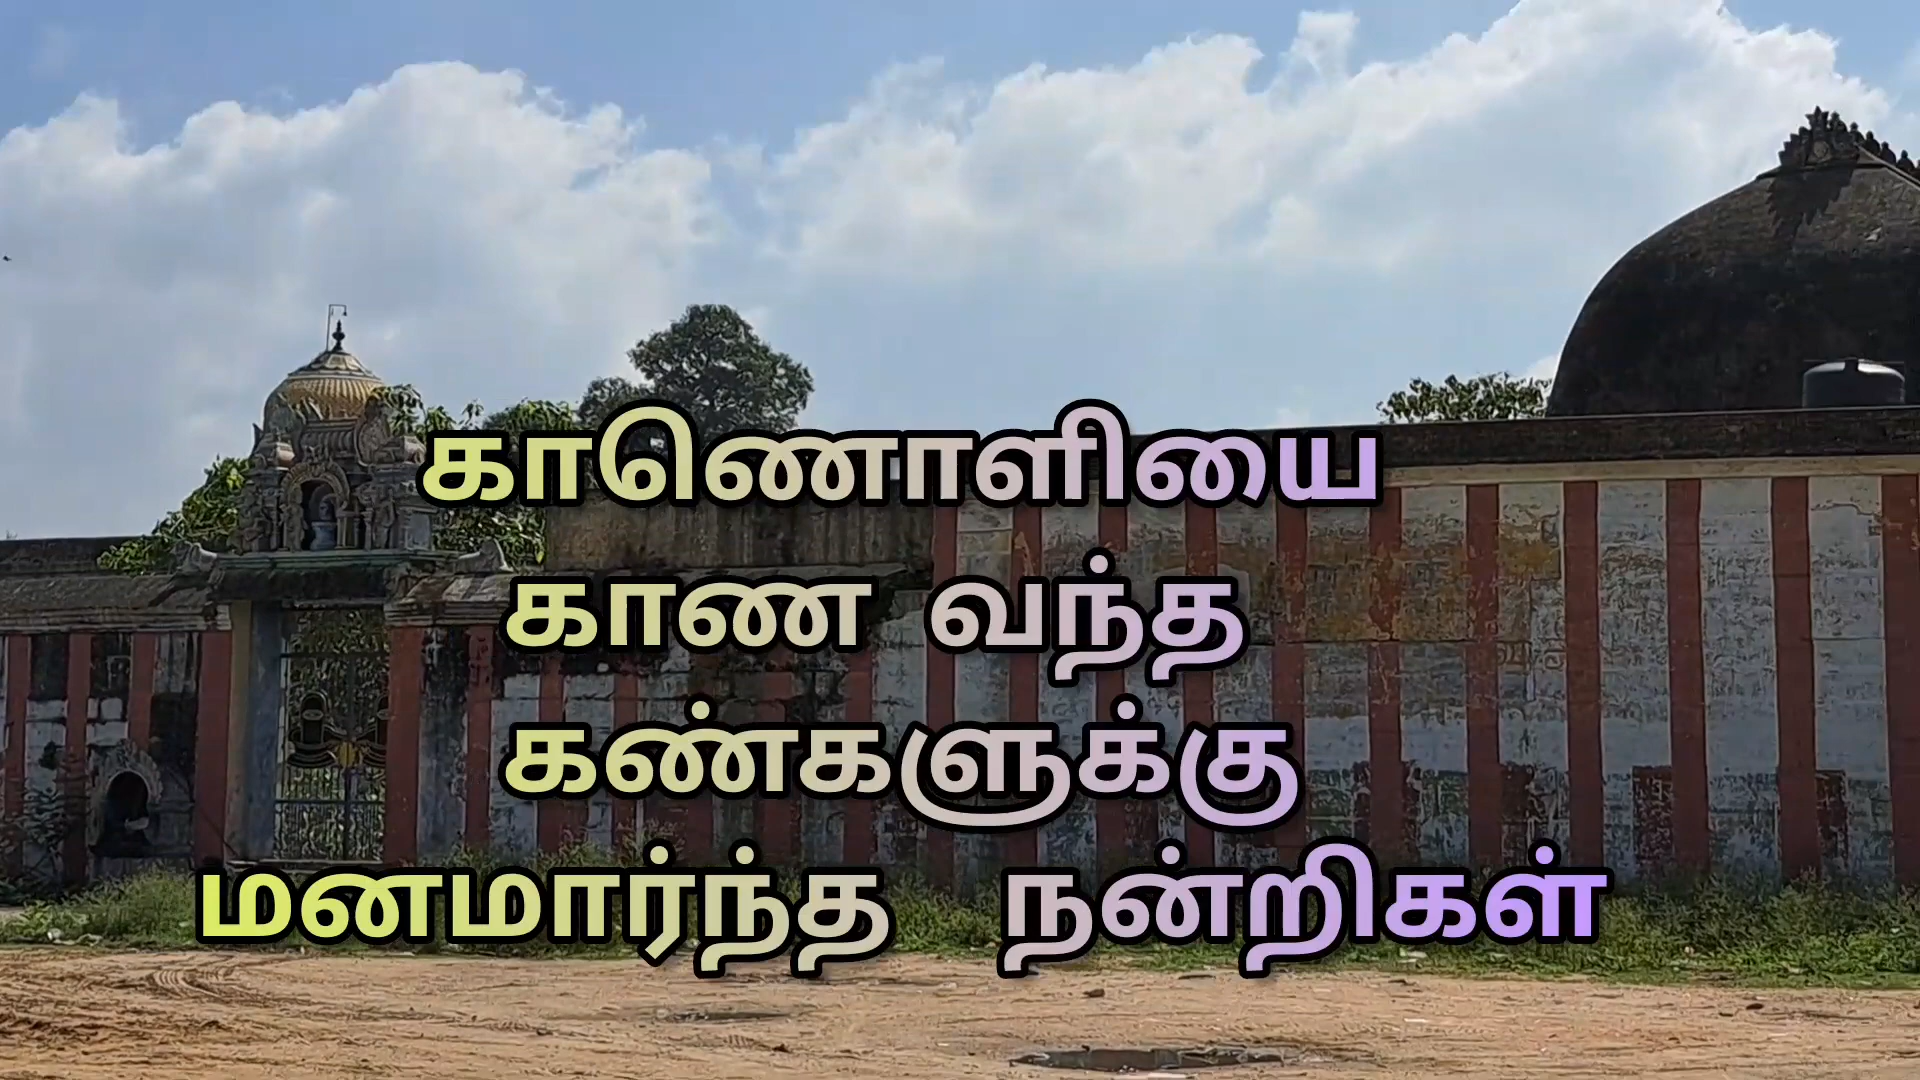 காணொளியை
காண வந்த
கண்களுக்கு
மனமார்ந்த நன்றிகள்